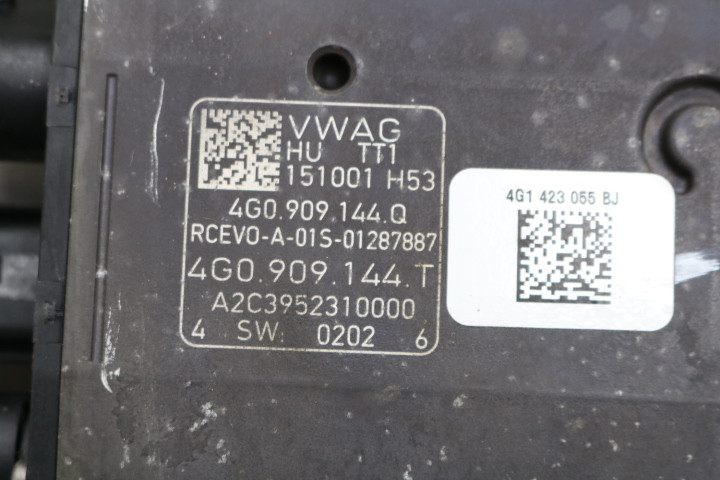 VWAG
HU TT1
151001 H53
4G0.909.144.Q
RCEVO-A-01S-01287887
4G0.909.144.T
A2C3952310000
4 SW: 0202 6
4G1 423 055 BJ